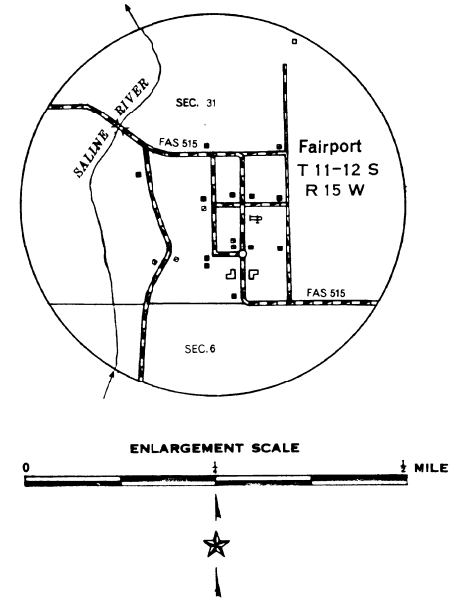 SEC. 31
SALINE RIVER
FAS 515
Fairport
T 11-12 S
R 15 W
FAS 515
SEC. 6
ENLARGEMENT SCALE
0 1/4 1/2 MILE